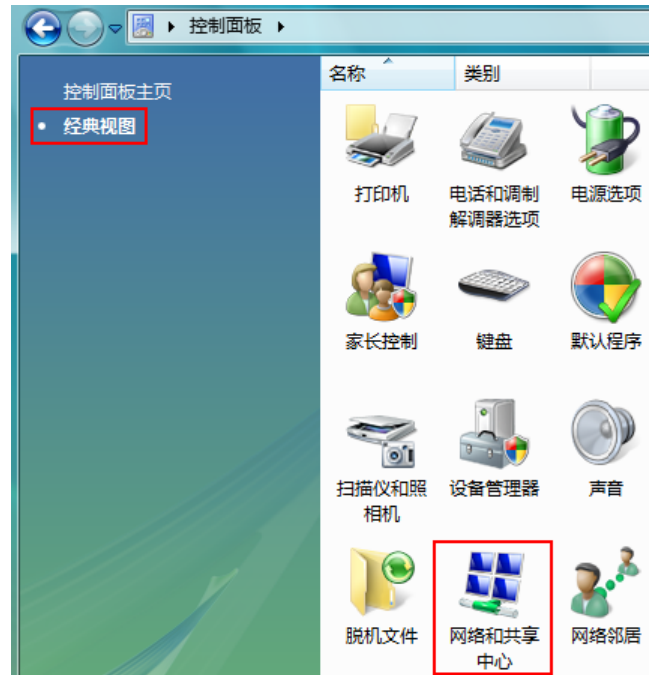 控制面板
名称 类别
控制面板主页
经典视图
打印机 电话和调制 电源选项
解调器选项
家长控制 键盘 默认程序
扫描仪和照 设备管理器 声音
相机
脱机文件 网络和共享 网络邻居
中心